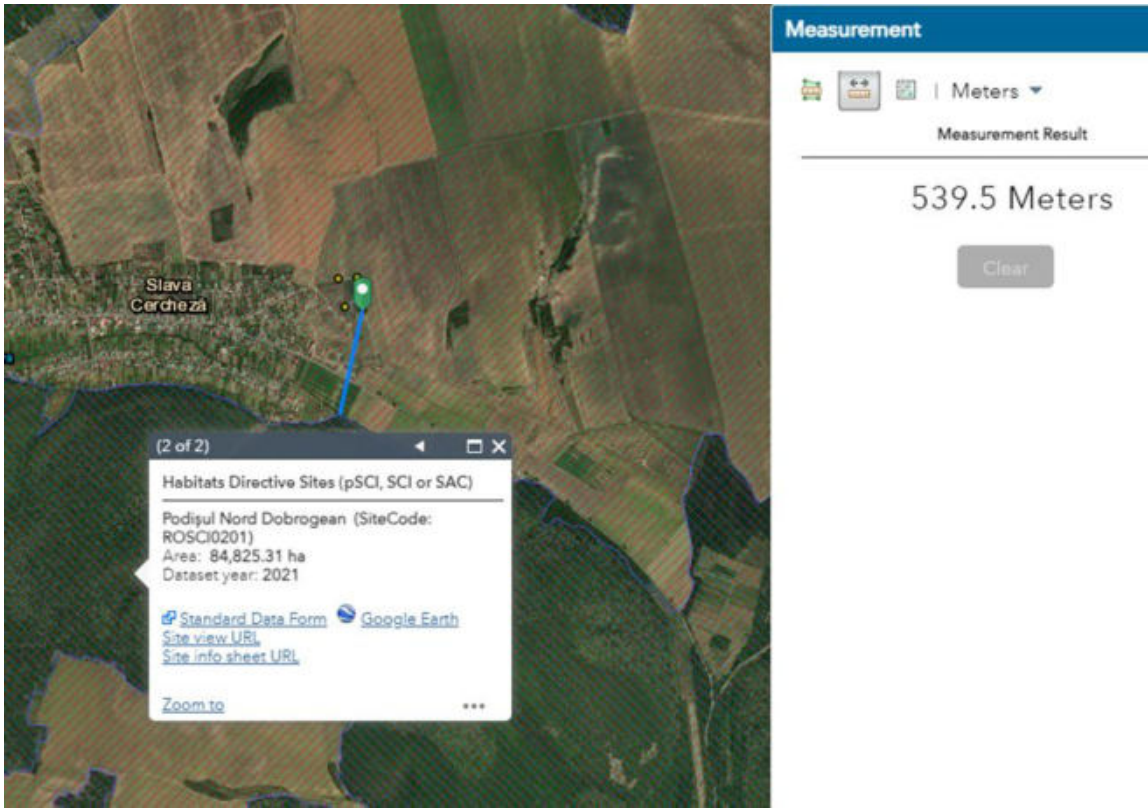 Measurement
| Meters
Measurement Result
539.5 Meters
Clear
Slava
Cercheză
(2 of 2)
Habitats Directive Sites (pSCI, SCI or SAC)
Podișul Nord Dobrogean (SiteCode:
ROSCI0201)
Area: 84,825.31 ha
Dataset year: 2021
Standard Data Form Google Earth
Site view URL
Site info sheet URL
Zoom to